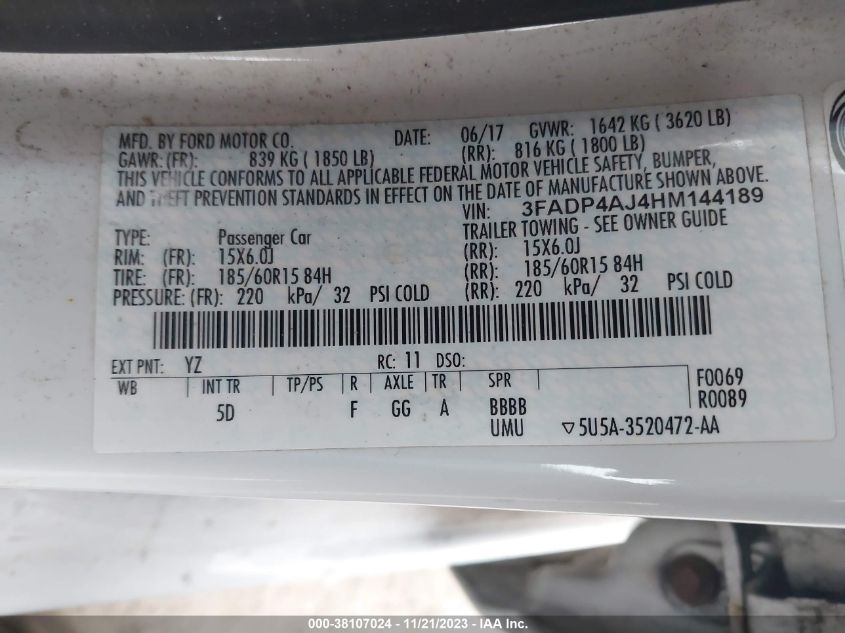 MFD. BY FORD MOTOR CO. DATE: 06/17 GVWR: 1642 KG ( 3620 LB)
GAWR: (FR): 839 KG ( 1850 LB) (RR): 816 KG ( 1800 LB)
THIS VEHICLE CONFORMS TO ALL APPLICABLE FEDERAL MOTOR VEHICLE SAFETY, BUMPER,
AND THEFT PREVENTION STANDARDS IN EFFECT ON THE DATE OF MANUFACTURE SHOWN ABOVE.
VIN: 3FADP4AJ4HM144189
TYPE: Passenger Car TRAILER TOWING - SEE OWNER GUIDE
RIM: (FR): 15X6.0J (RR): 15X6.0J
TIRE: (FR): 185/60R15 84H (RR): 185/60R15 84H
PRESSURE: (FR): 220 kPa/ 32 PSI COLD (RR): 220 kPa/ 32 PSI COLD
EXT PNT: YZ RC: 11 DSO:
WB INT TR TP/PS R AXLE TR SPR F0069
5D F GG A BBBB R0089
UMU ▽5U5A-3520472-AA
000-38107024 - 11/21/2023 - IAA Inc.